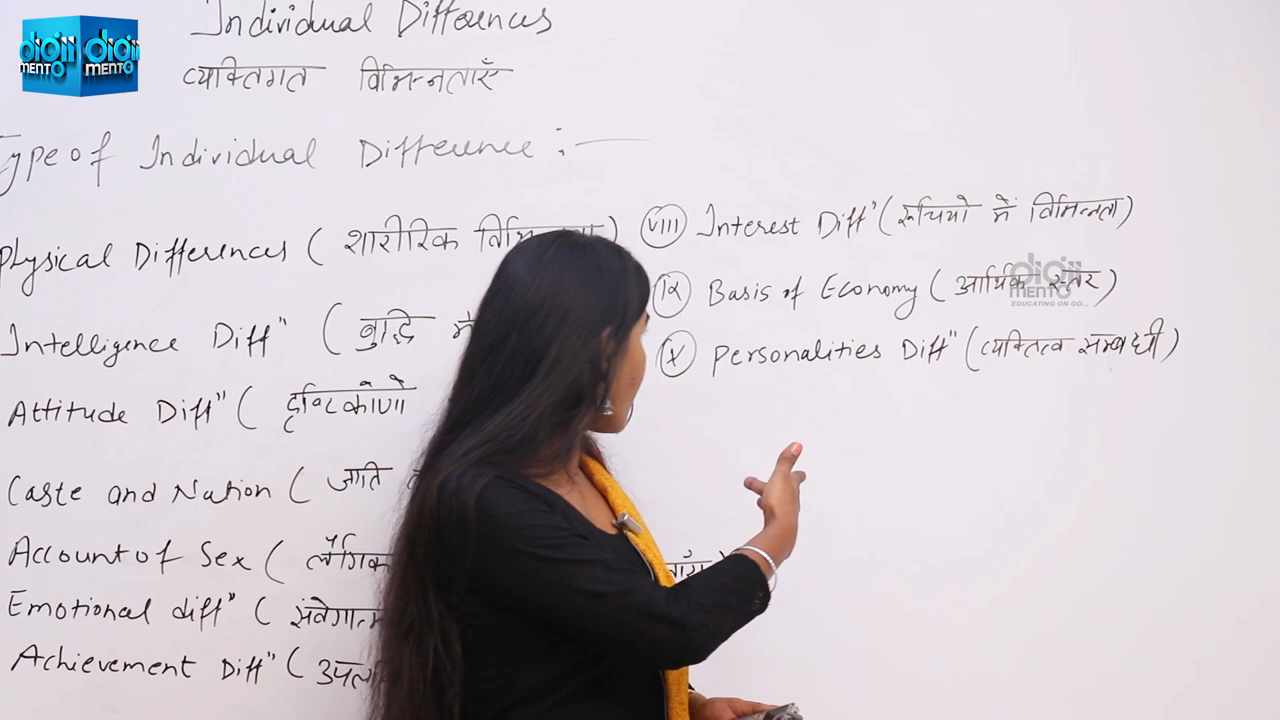 digii digii
MENTO MENTO
Individual Differences
व्यक्तिगत विभिन्नताएँ
Type of Individual Difference :—
Physical Differences ( शारीरिक
Intelligence Diff" ( बुद्धि में
Attitude Diff" ( दृष्टिकोणो
Caste and Nation ( जाति
Account of Sex ( लैंगिक
Emotional diff" (
Achievement Diff" (
VIII Interest Diff" ( रूचियो में विभिन्नता )
IX Basis of Economy ( आर्थिक स्तर )
X Personalities Diff" ( व्यक्तित्व सम्बंधी )
digii
MENTO
EDUCATING ON GO...